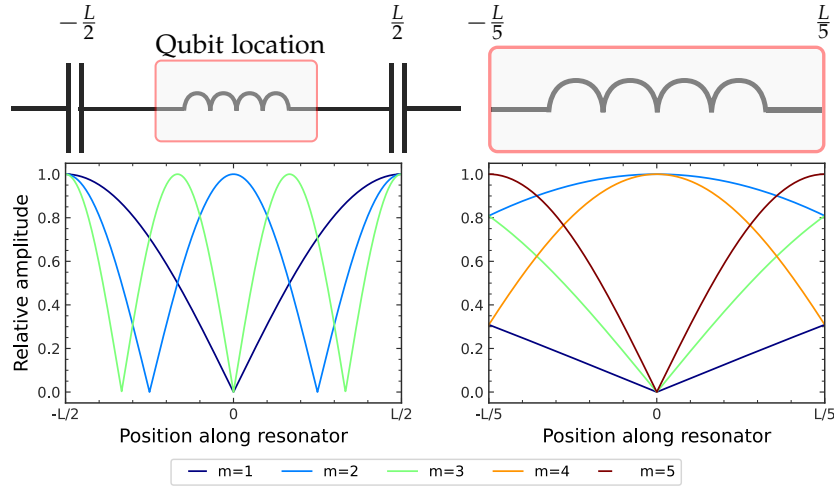 −L/2
L/2
−L/5
L/5
Qubit location
Relative amplitude
1.0
0.8
0.6
0.4
0.2
0.0
-L/2
0
L/2
Position along resonator
1.0
0.8
0.6
0.4
0.2
0.0
-L/5
0
L/5
Position along resonator
m=1
m=2
m=3
m=4
m=5